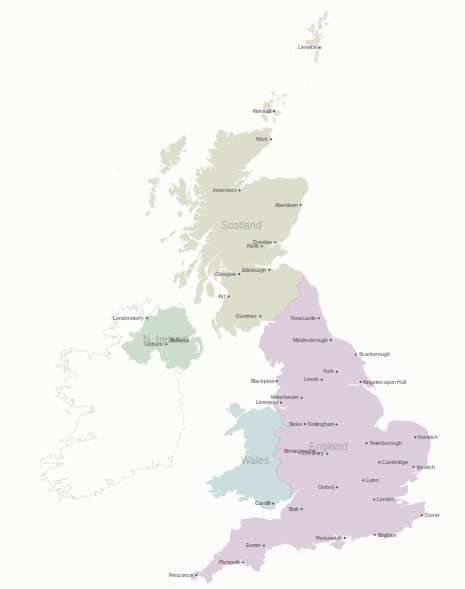 Lerwick
Kirkwall
Wick
Inverness
Aberdeen
Scotland
Dundee
Perth
Edinburgh
Glasgow
Ayr
Dumfries
Londonderry
Newcastle
N. Ireland
Belfast
Lisburn
Middlesbrough
Scarborough
York
Leeds
Blackpool
Kingston upon Hull
Manchester
Liverpool
Stoke
Nottingham
Norwich
Peterborough
England
Birmingham
Coventry
Wales
Cambridge
Ipswich
Luton
Oxford
London
Cardiff
Bath
Dover
Brighton
Portsmouth
Exeter
Plymouth
Penzance